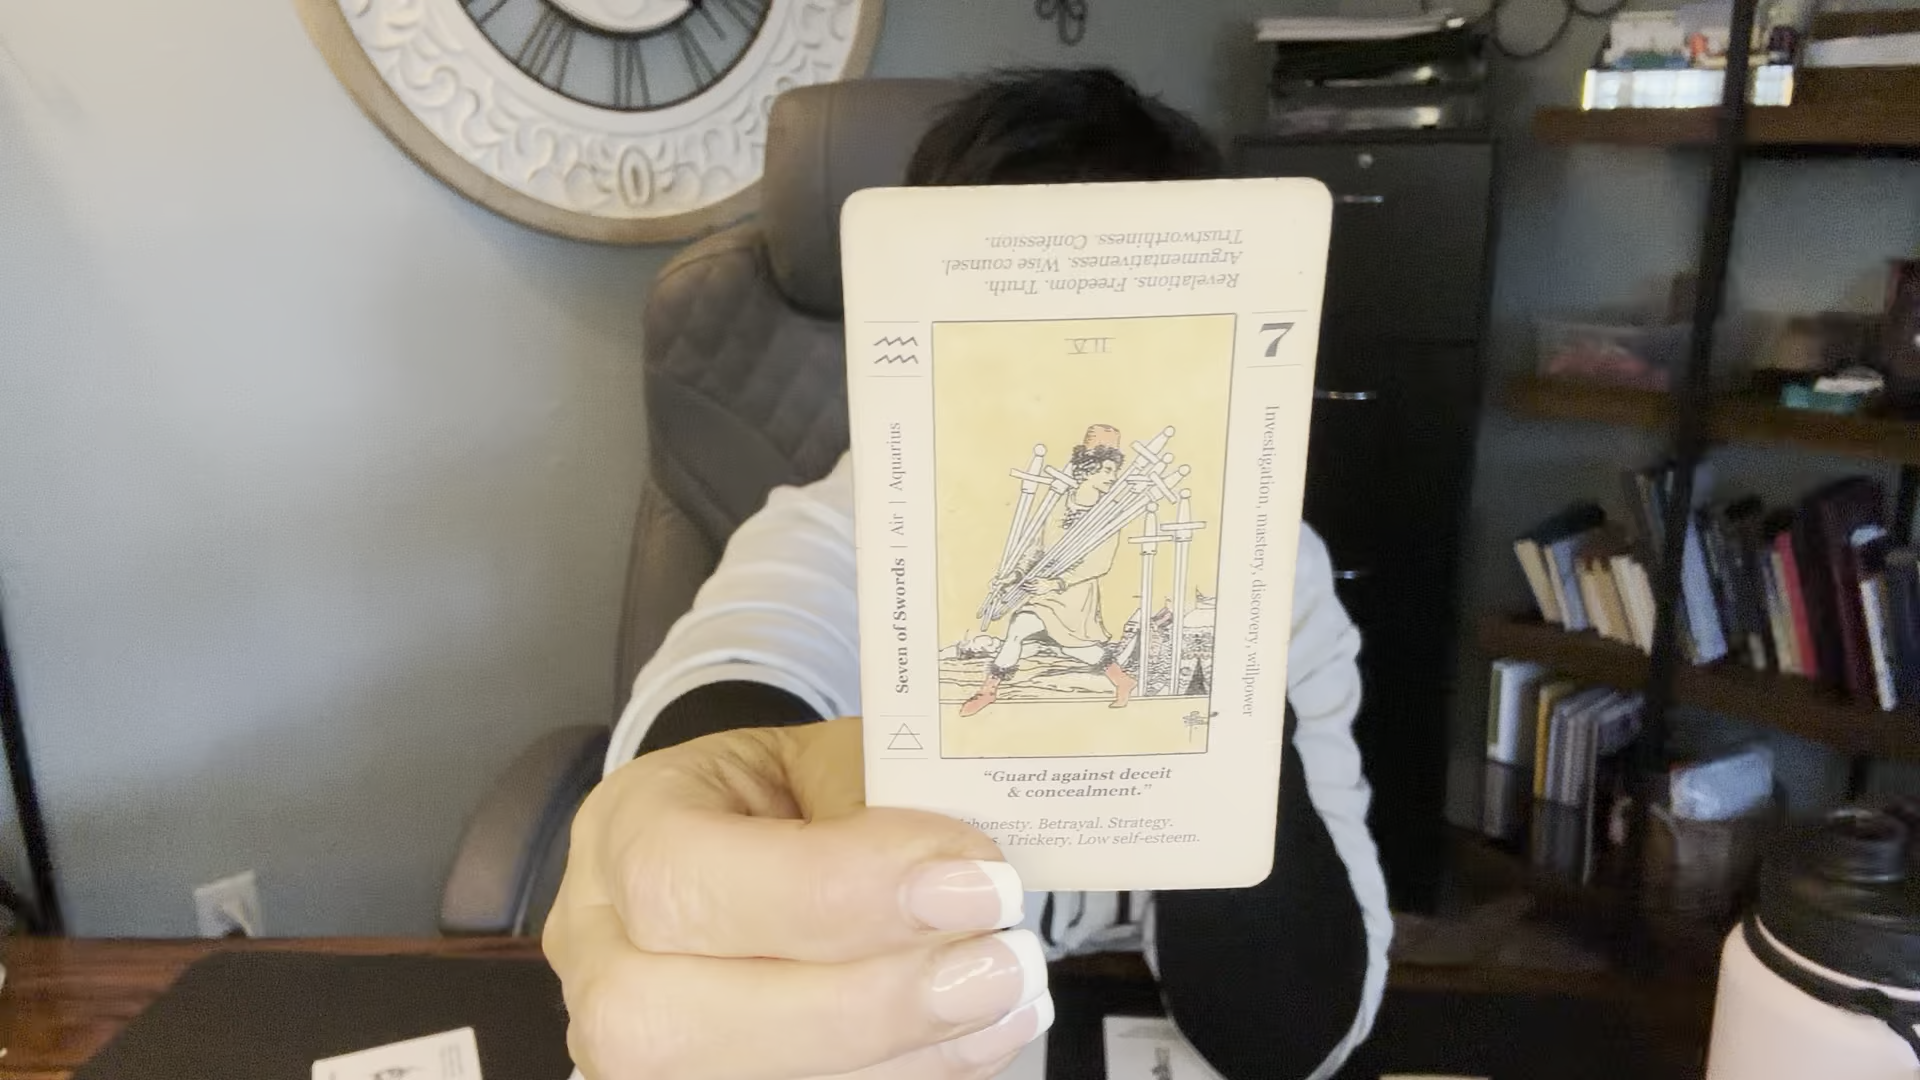 Trustworthiness. Confession.
Argumentativeness. Wise counsel.
Revelations. Freedom. Truth.
7
VII
Seven of Swords | Air | Aquarius
Investigation, mastery, discovery, willpower
“Guard against deceit
& concealment.”
Betrayal. Strategy.
Trickery. Low self-esteem.